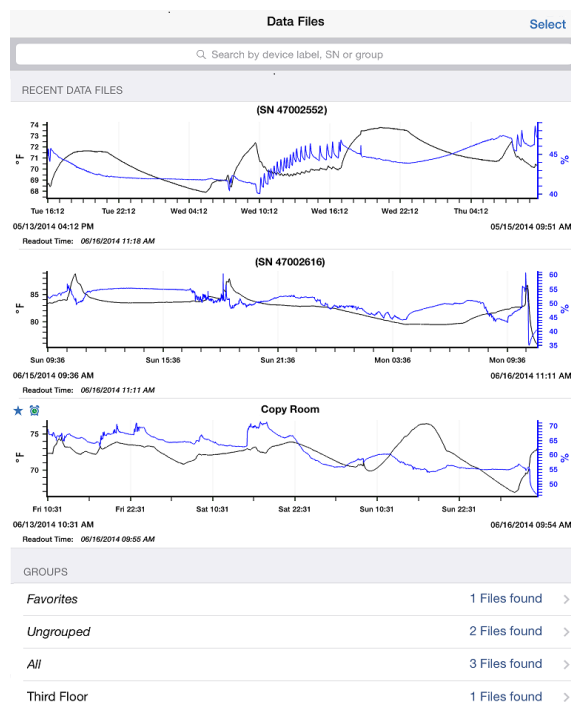 Data Files
Select
Search by device label, SN or group
RECENT DATA FILES
(SN 47002552)
74
73
72
71
70
69
68
°F
45
40
%
Tue 16:12 Tue 22:12 Wed 04:12 Wed 10:12 Wed 16:12 Wed 22:12 Thu 04:12
05/13/2014 04:12 PM 05/15/2014 09:51 AM
Readout Time: 06/16/2014 11:18 AM
(SN 47002616)
85
80
°F
60
55
50
45
40
35
%
Sun 09:36 Sun 15:36 Sun 21:36 Mon 03:36 Mon 09:36
06/15/2014 09:36 AM 06/16/2014 11:11 AM
Readout Time: 06/16/2014 11:11 AM
Copy Room
75
70
°F
70
65
60
55
50
%
Fri 10:31 Fri 22:31 Sat 10:31 Sat 22:31 Sun 10:31 Sun 22:31
06/13/2014 10:31 AM 06/16/2014 09:54 AM
Readout Time: 06/16/2014 09:55 AM
GROUPS
Favorites 1 Files found
Ungrouped 2 Files found
All 3 Files found
Third Floor 1 Files found